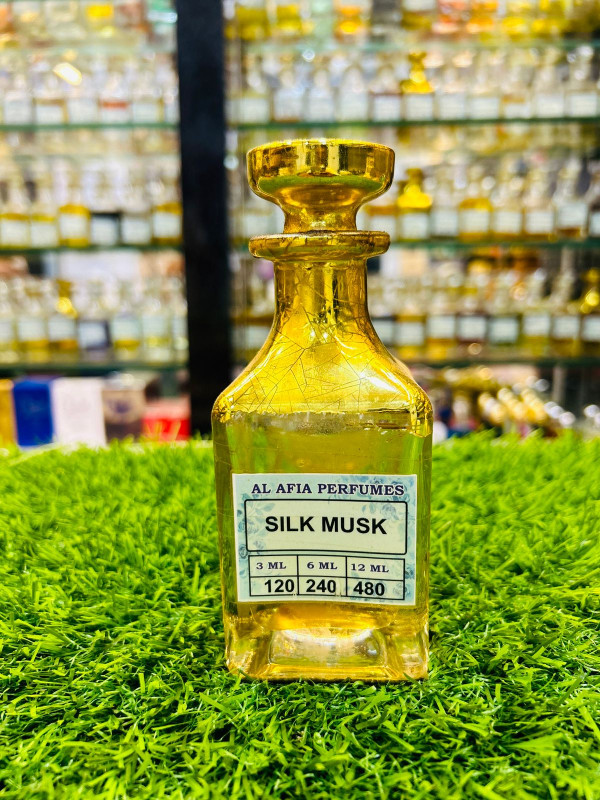 AL AFIA PERFUMES
SILK MUSK
3 ML 6 ML 12 ML
120 240 480